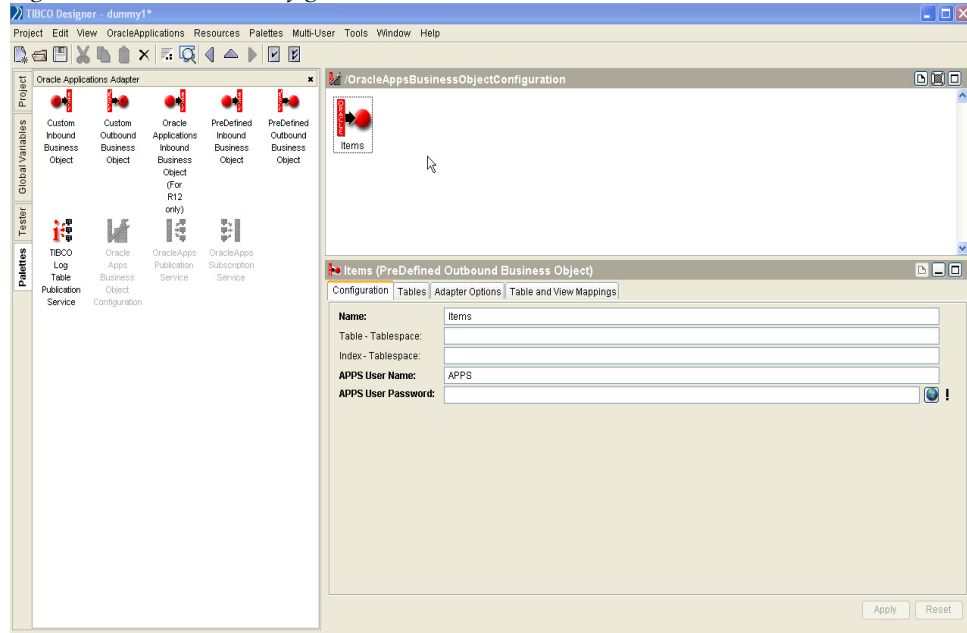 TIBCO Designer - dummy1*
Project Edit View OracleApplications Resources Palettes Multi-User Tools Window Help
Project
Global Variables
Tester
Palettes
Oracle Applications Adapter
Custom
Inbound
Business
Object
Custom
Outbound
Business
Object
Oracle
Applications
Inbound
Business
Object
(For
R12
only)
PreDefined
Inbound
Business
Object
PreDefined
Outbound
Business
Object
TIBCO
Log
Table
Publication
Service
Oracle
Apps
Business
Object
Configuration
OracleApps
Publication
Service
OracleApps
Subscription
Service
/OracleAppsBusinessObjectConfiguration
Items
Items (PreDefined Outbound Business Object)
Configuration Tables Adapter Options Table and View Mappings
Name: Items
Table - Tablespace:
Index - Tablespace:
APPS User Name: APPS
APPS User Password: !
Apply Reset